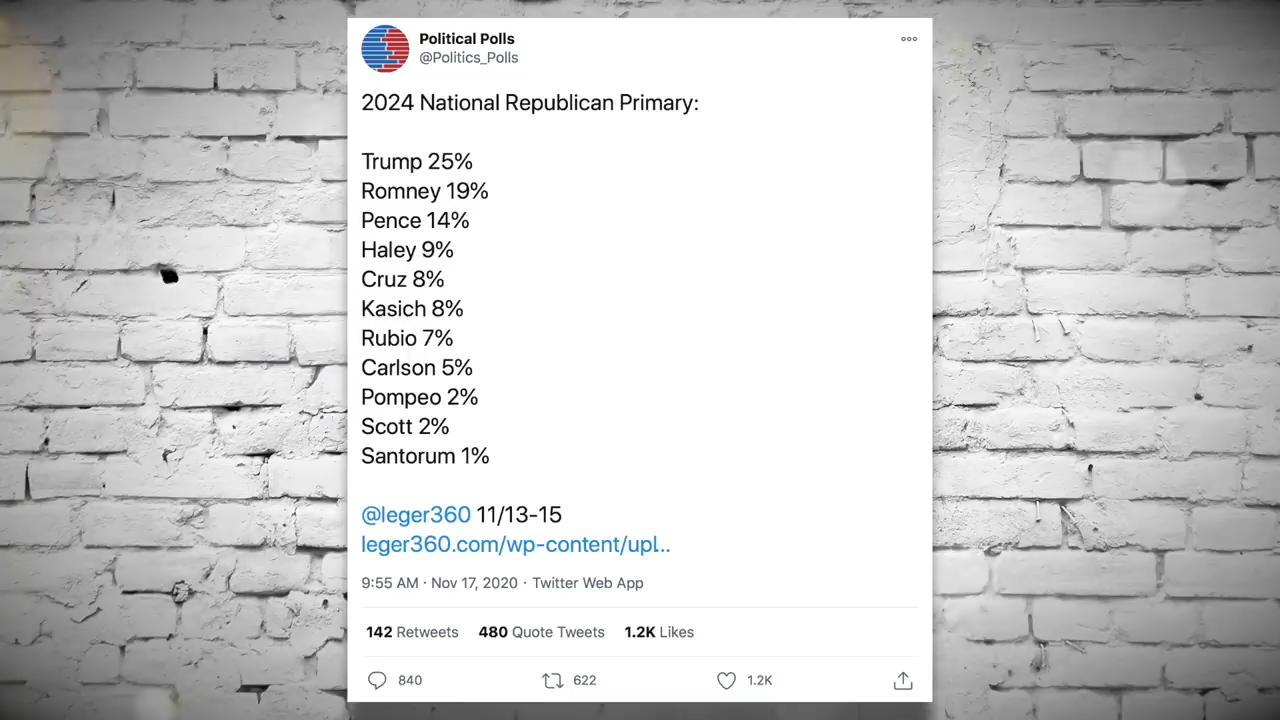 Political Polls
@Politics_Polls
2024 National Republican Primary:
Trump 25%
Romney 19%
Pence 14%
Haley 9%
Cruz 8%
Kasich 8%
Rubio 7%
Carlson 5%
Pompeo 2%
Scott 2%
Santorum 1%
@leger360 11/13-15
leger360.com/wp-content/upl...
9:55 AM · Nov 17, 2020 · Twitter Web App
142 Retweets 480 Quote Tweets 1.2K Likes
840 622 1.2K